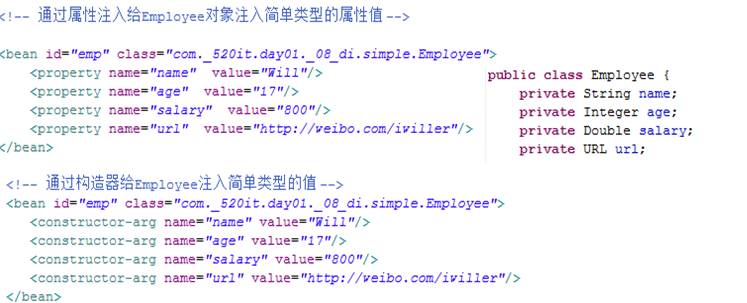 <!-- 通过属性注入给Employee对象注入简单类型的属性值-->
<bean id="emp" class="com._520it.day01._08_di.simple.Employee">
<property name="name"  value="Will"/>
<property name="age"  value="17"/>
<property name="salary"  value="800"/>
<property name="url"  value="http://weibo.com/iwiller"/>
</bean>
public class Employee {
private String name;
private Integer age;
private Double salary;
private URL url;
<!-- 通过构造器给Employee注入简单类型的值-->
<bean id="emp" class="com._520it.day01._08_di.simple.Employee">
<constructor-arg name="name" value="Will"/>
<constructor-arg name="age" value="17"/>
<constructor-arg name="salary" value="800"/>
<constructor-arg name="url" value="http://weibo.com/iwiller"/>
</bean>